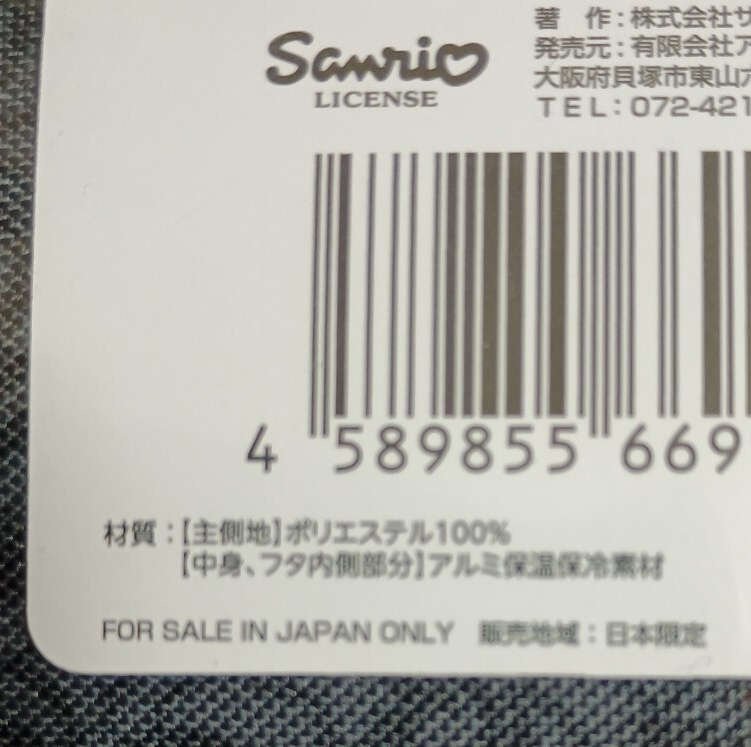 Sanrio
LICENSE
著 作：株式会社サ
発売元：有限会社ア
大阪府貝塚市東山
TEL：072-421
4 589855 669
材質：【主側地】ポリエステル100%
【中身、フタ内側部分】アルミ保温保冷素材
FOR SALE IN JAPAN ONLY 販売地域：日本限定